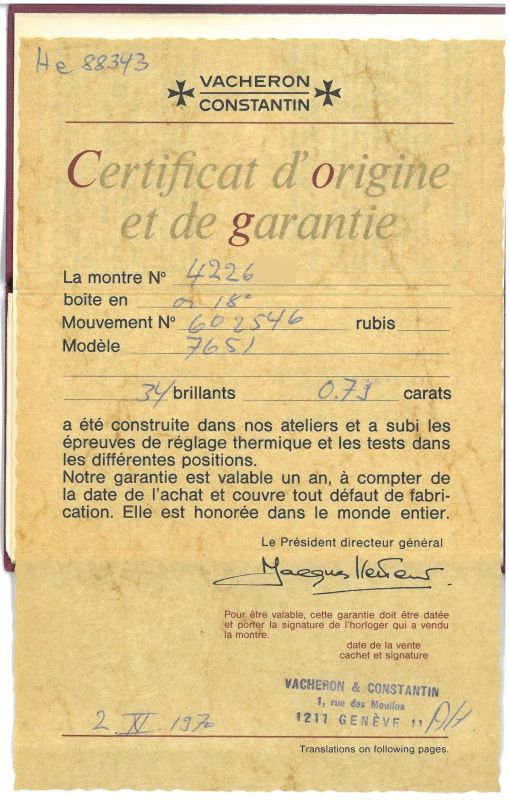 He 88343
VACHERON
CONSTANTIN
Certificat d'origine
et de garantie
La montre Nº 4226
boîte en or 18ᵉ
Mouvement Nº 602546 rubis
Modèle 7651
34 brillants 0.79 carats
a été construite dans nos ateliers et a subi les
épreuves de réglage thermique et les tests dans
les différentes positions.
Notre garantie est valable un an, à compter de
la date de l'achat et couvre tout défaut de fabri-
cation. Elle est honorée dans le monde entier.
Le Président directeur général
Pour être valable, cette garantie doit être datée
et porter la signature de l'horloger qui a vendu
la montre.
date de la vente
cachet et signature
VACHERON & CONSTANTIN
1, rue des Moulins
1211 GENÈVE 11
2. XI 1970
Translations on following pages.